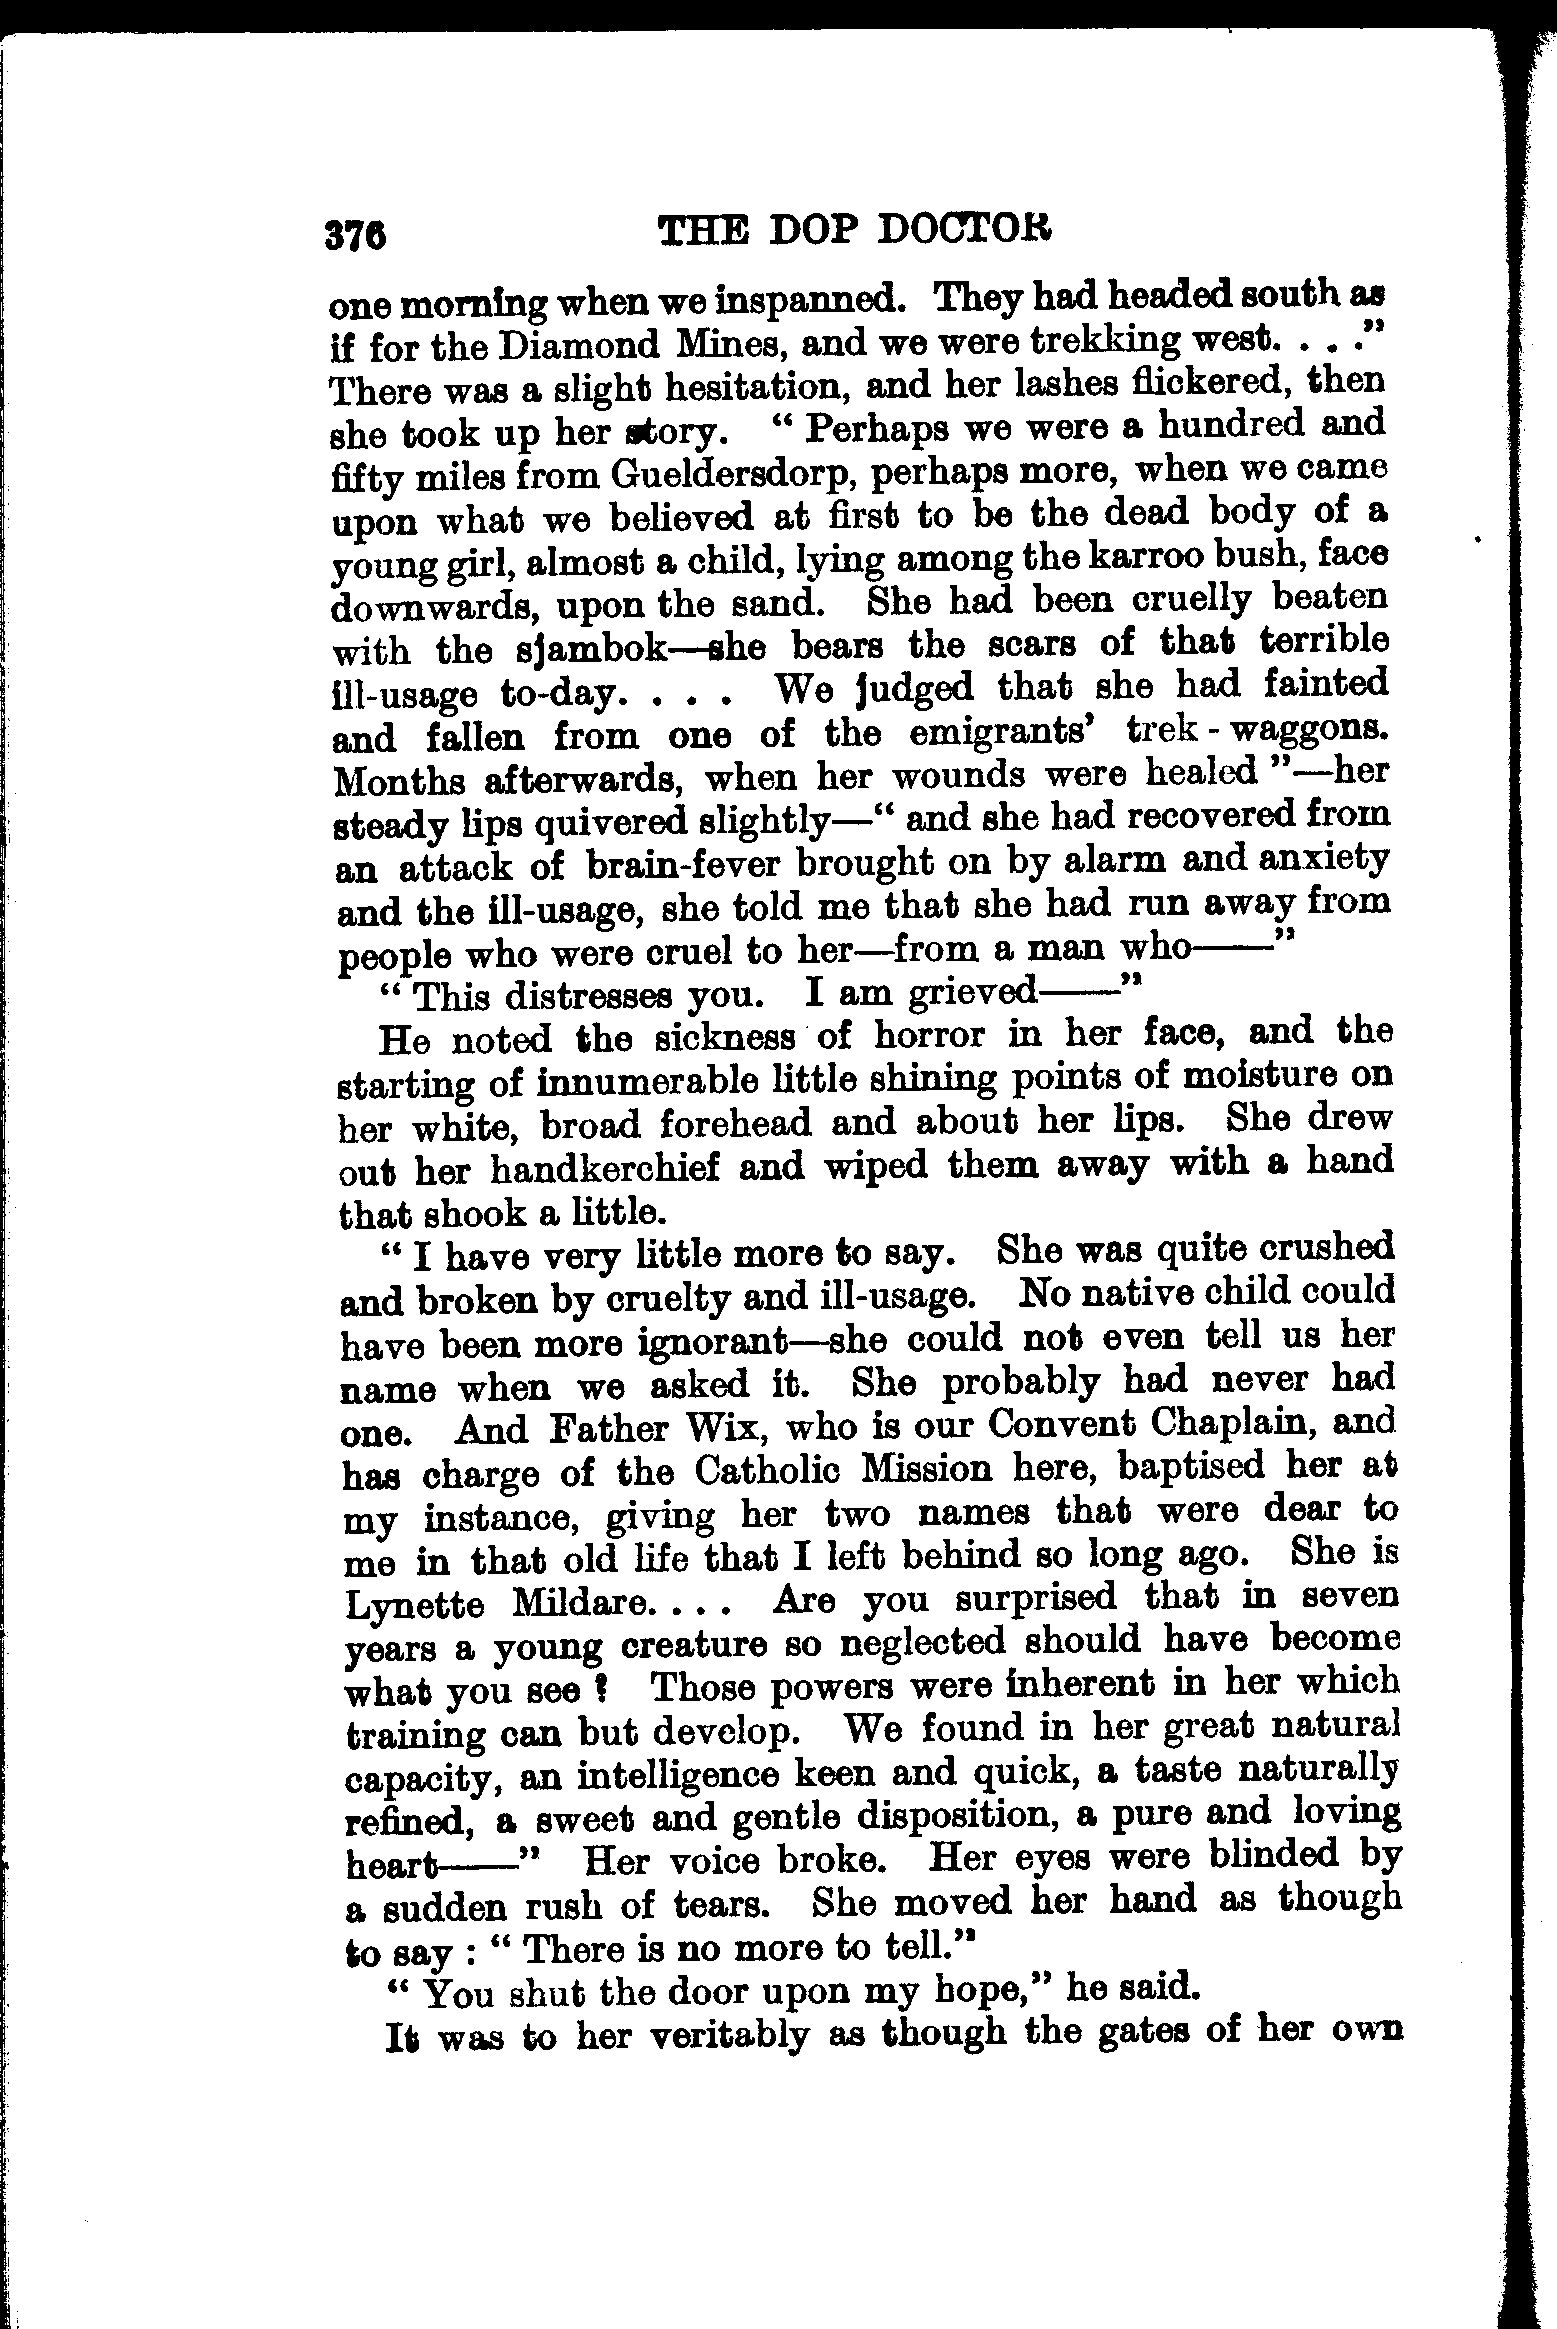 376 THE DOP DOCTOR
one morning when we inspanned. They had headed south as
if for the Diamond Mines, and we were trekking west. . . ."
There was a slight hesitation, and her lashes flickered, then
she took up her story. " Perhaps we were a hundred and
fifty miles from Gueldersdorp, perhaps more, when we came
upon what we believed at first to be the dead body of a
young girl, almost a child, lying among the karroo bush, face
downwards, upon the sand. She had been cruelly beaten
with the sjambok—she bears the scars of that terrible
ill-usage to-day. . . . We judged that she had fainted
and fallen from one of the emigrants' trek - waggons.
Months afterwards, when her wounds were healed "—her
steady lips quivered slightly—" and she had recovered from
an attack of brain-fever brought on by alarm and anxiety
and the ill-usage, she told me that she had run away from
people who were cruel to her—from a man who——"
" This distresses you. I am grieved——"
He noted the sickness of horror in her face, and the
starting of innumerable little shining points of moisture on
her white, broad forehead and about her lips. She drew
out her handkerchief and wiped them away with a hand
that shook a little.
" I have very little more to say. She was quite crushed
and broken by cruelty and ill-usage. No native child could
have been more ignorant—she could not even tell us her
name when we asked it. She probably had never had
one. And Father Wix, who is our Convent Chaplain, and
has charge of the Catholic Mission here, baptised her at
my instance, giving her two names that were dear to
me in that old life that I left behind so long ago. She is
Lynette Mildare. . . . Are you surprised that in seven
years a young creature so neglected should have become
what you see ? Those powers were inherent in her which
training can but develop. We found in her great natural
capacity, an intelligence keen and quick, a taste naturally
refined, a sweet and gentle disposition, a pure and loving
heart——" Her voice broke. Her eyes were blinded by
a sudden rush of tears. She moved her hand as though
to say : " There is no more to tell."
" You shut the door upon my hope," he said.
It was to her veritably as though the gates of her own